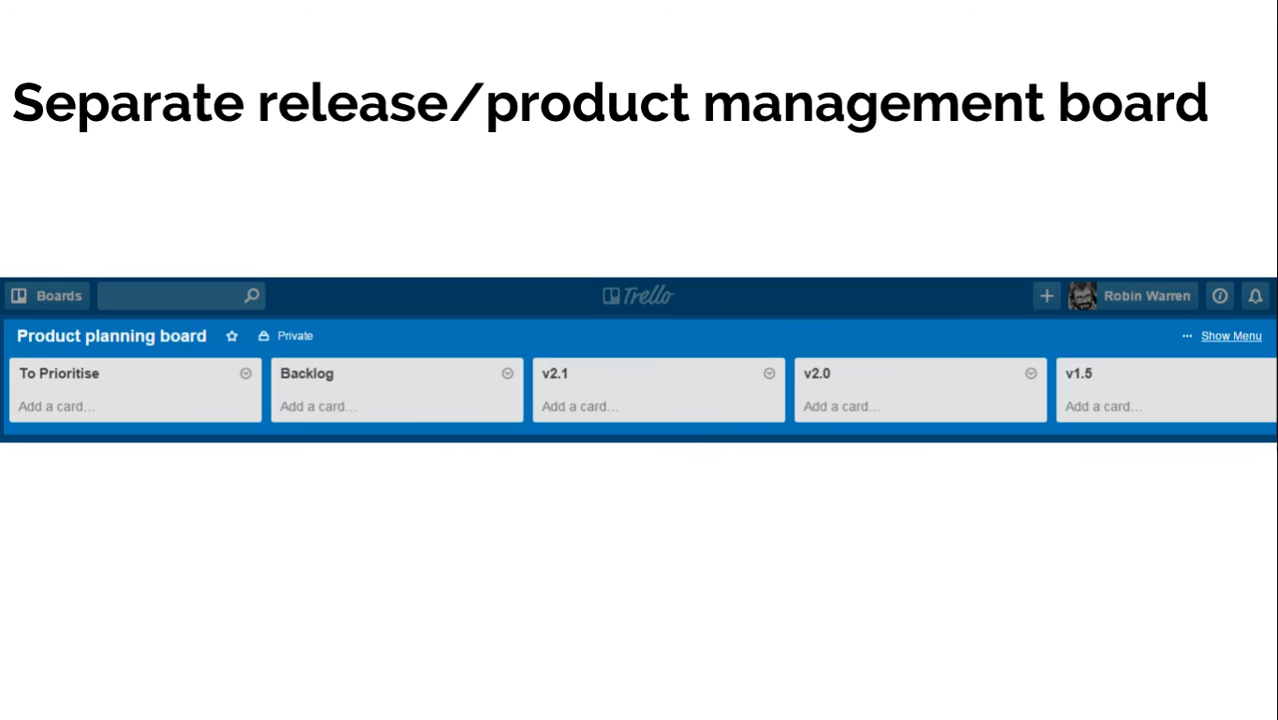 Separate release/product management board
Boards Trello Robin Warren
Product planning board Private ... Show Menu
To Prioritise Backlog v2.1 v2.0 v1.5
Add a card... Add a card... Add a card... Add a card... Add a card...